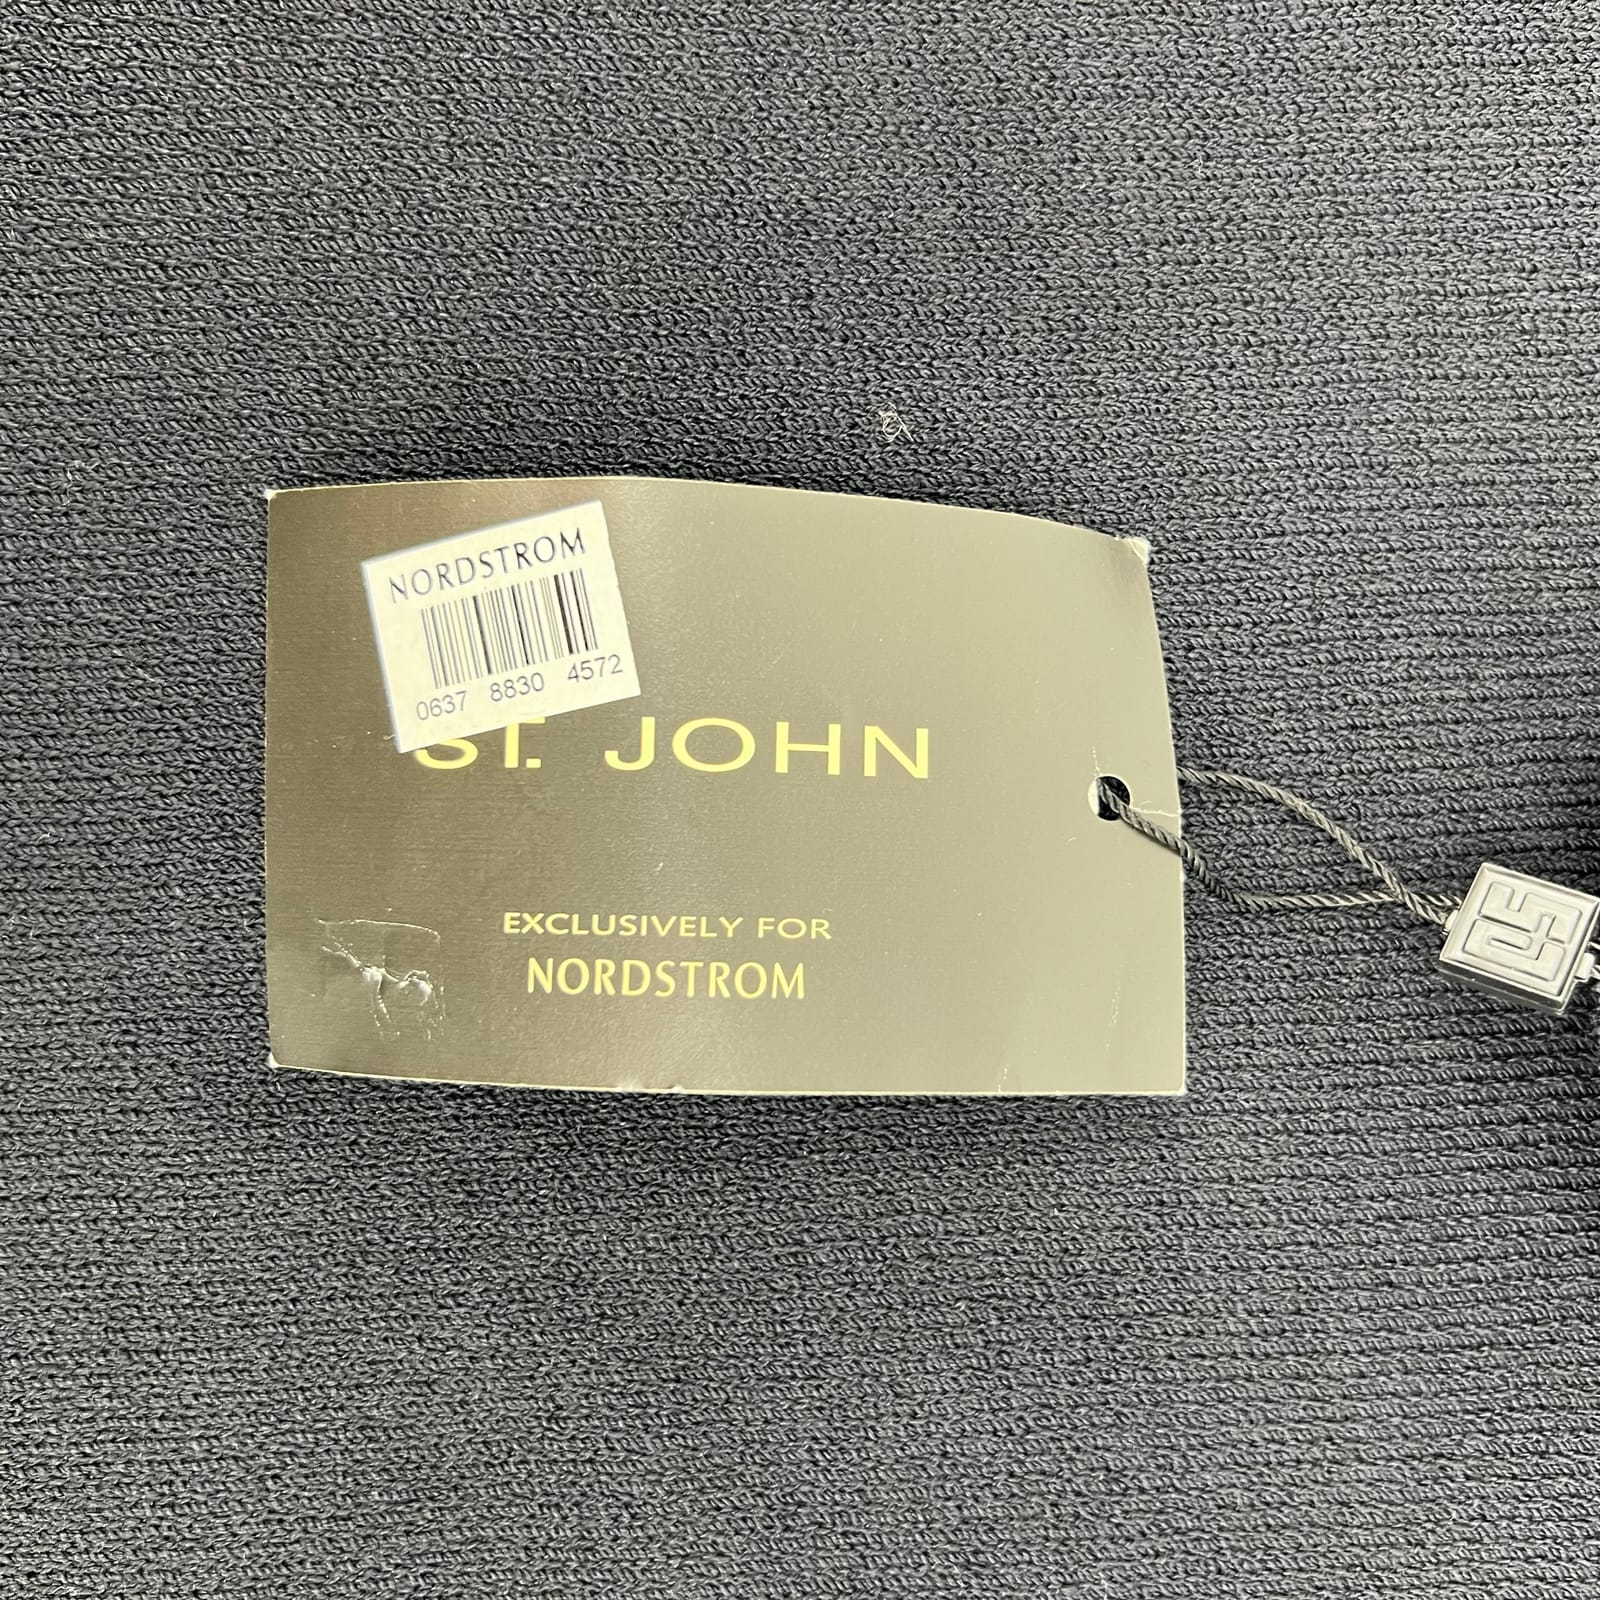 NORDSTROM
0637 8830 4572
ST. JOHN
EXCLUSIVELY FOR
NORDSTROM